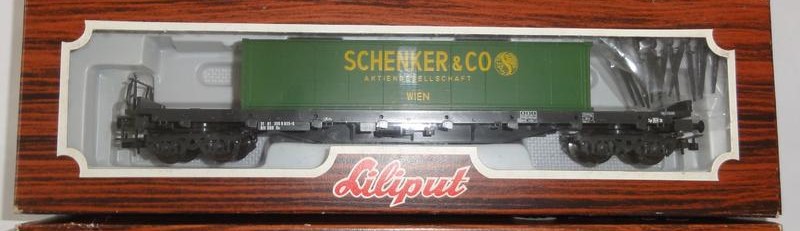 SCHENKER & CO
AKTIENGESELLSCHAFT
WIEN
Liliput